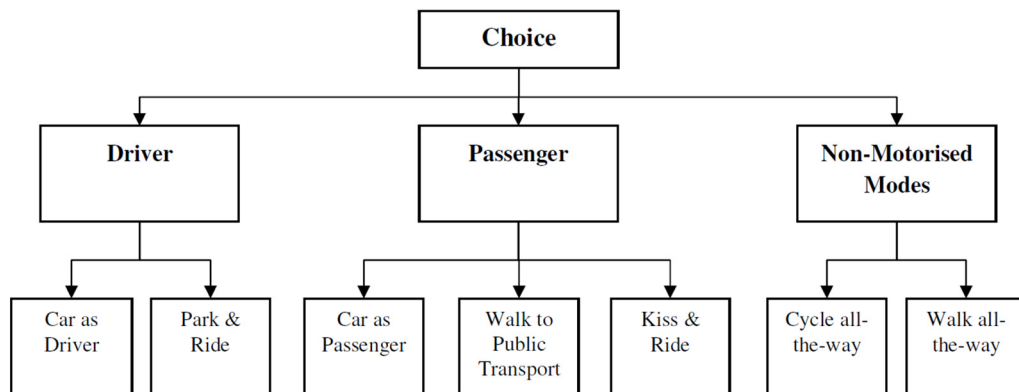 Choice
Driver
Passenger
Non-Motorised
Modes
Car as
Driver
Park &
Ride
Car as
Passenger
Walk to
Public
Transport
Kiss &
Ride
Cycle all-
the-way
Walk all-
the-way